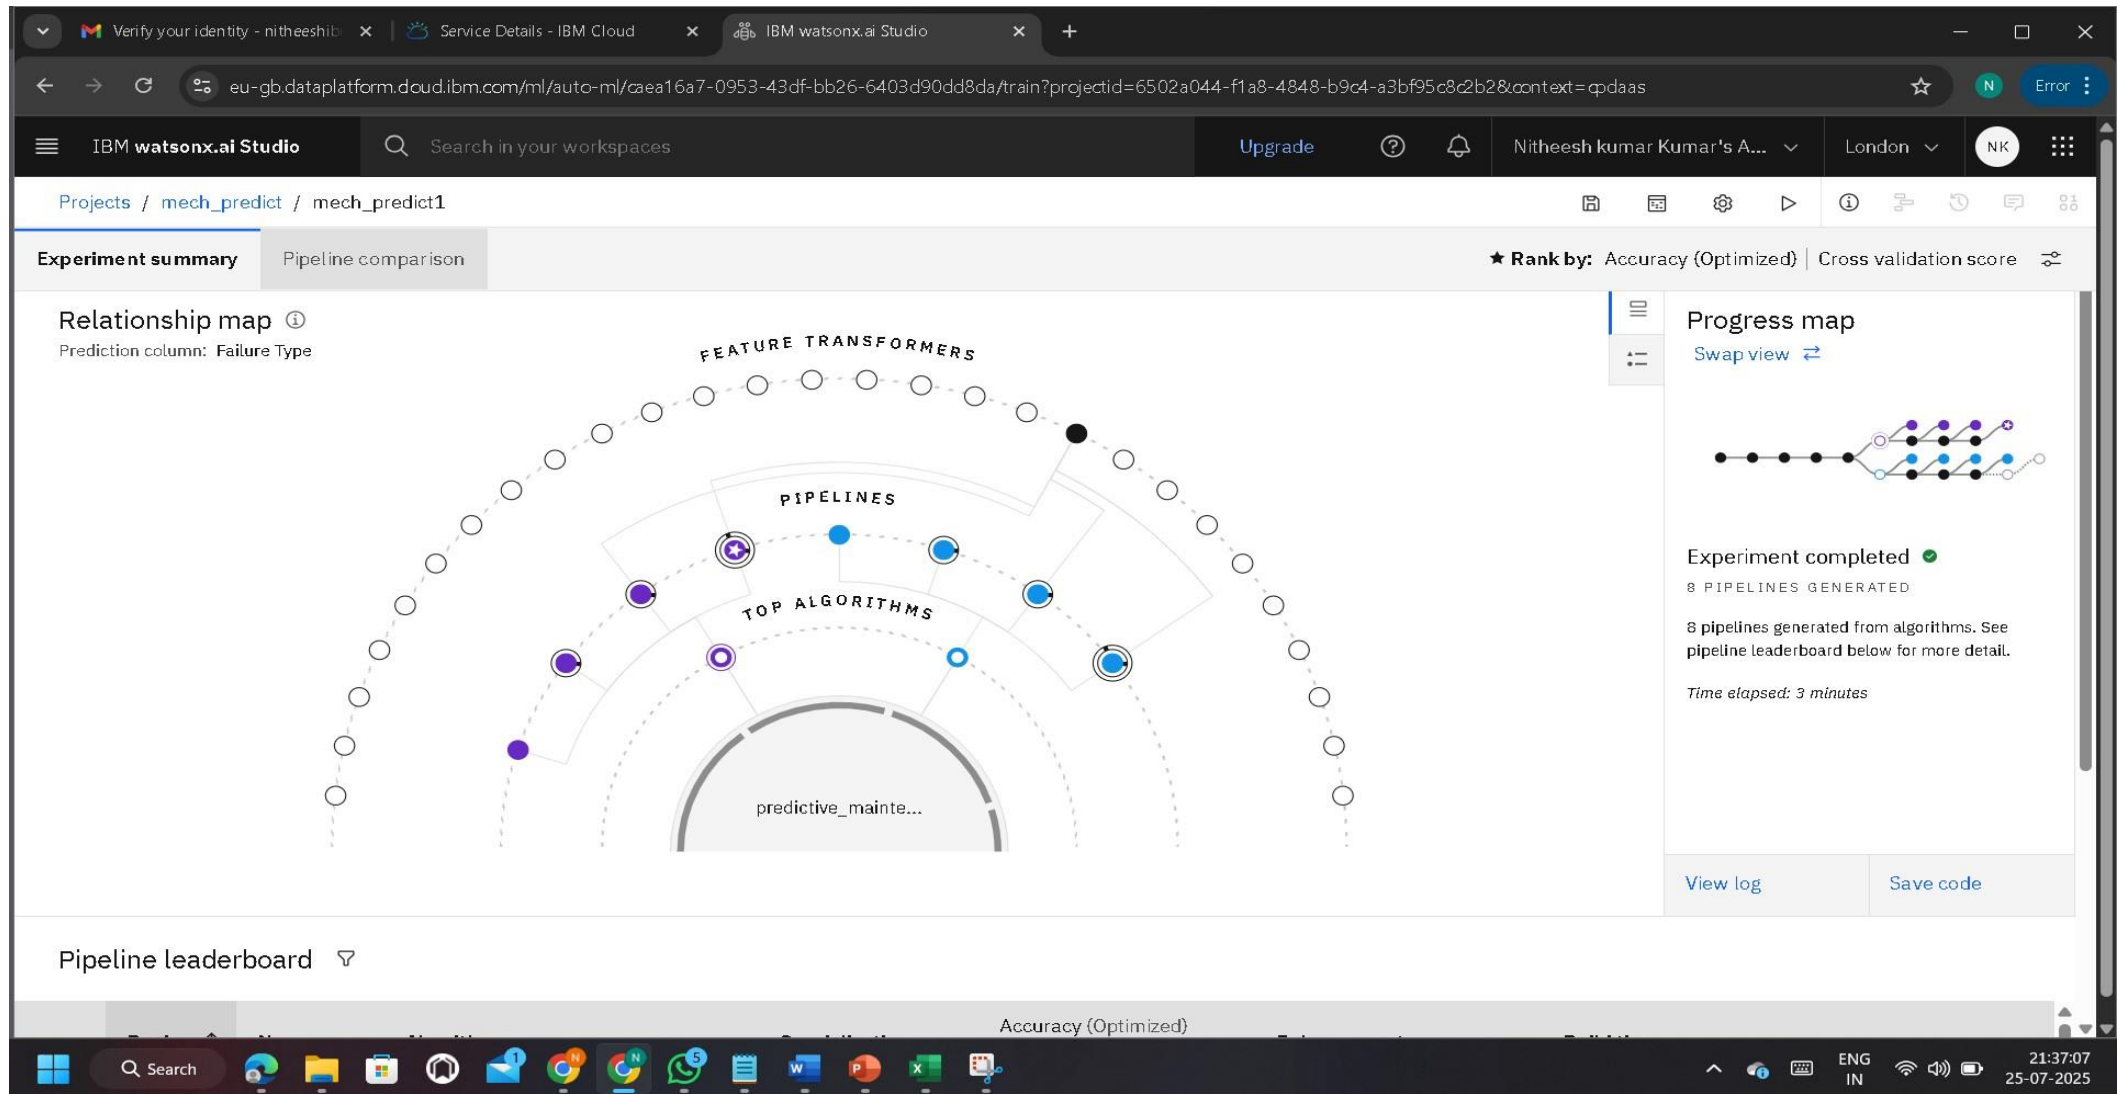 Verify your identity - nitheeshib
Service Details - IBM Cloud
IBM watsonx.ai Studio
eu-gb.dataplatform.cloud.ibm.com/ml/auto-ml/caea16a7-0953-43df-bb26-6403d90dd8da/train?projectid=6502a044-f1a8-4848-b9c4-a3bf95c8c2b2&context=cpdaas
N
Error
IBM watsonx.ai Studio
Search in your workspaces
Upgrade
Nitheesh kumar Kumar's A...
London
NK
Projects / mech_predict / mech_predict1
Experiment summary
Pipeline comparison
Rank by: Accuracy (Optimized) | Cross validation score
Relationship map
Prediction column: Failure Type
FEATURE TRANSFORMERS
PIPELINES
TOP ALGORITHMS
predictive_mainte...
Progress map
Swap view
Experiment completed
8 PIPELINES GENERATED
8 pipelines generated from algorithms. See
pipeline leaderboard below for more detail.
Time elapsed: 3 minutes
View log
Save code
Pipeline leaderboard
Accuracy (Optimized)
Search
1
N
N
5
ENG
IN
21:37:07
25-07-2025